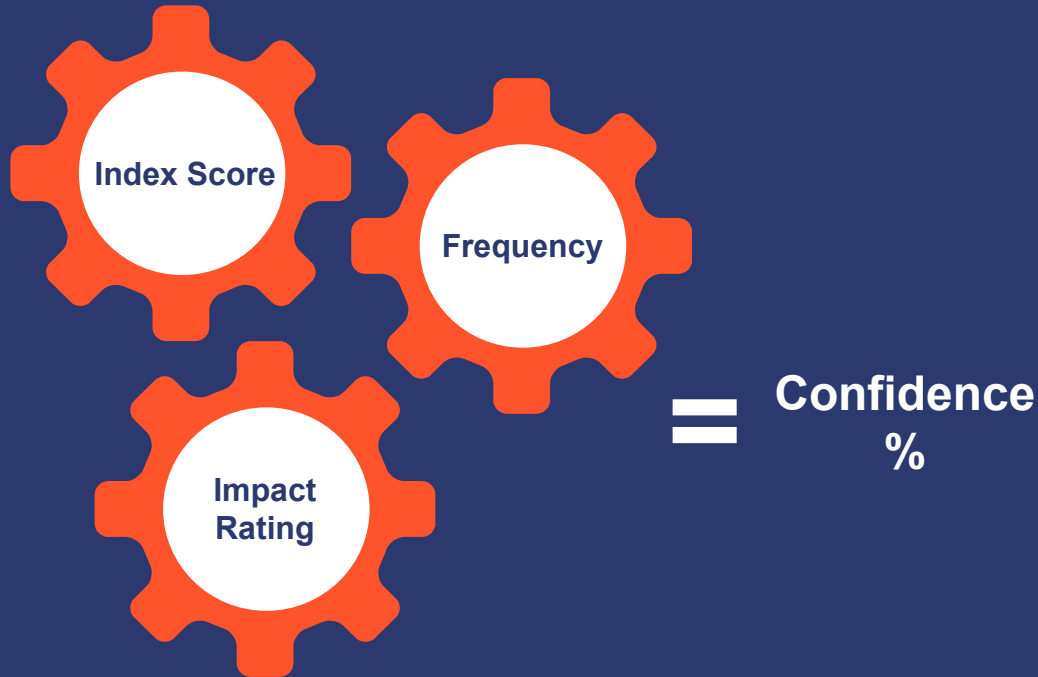 Index Score
Frequency
Impact
Rating
=
Confidence
%